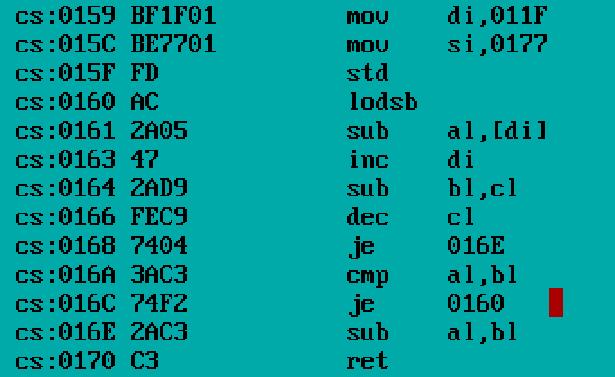 cs:0159 BF1F01 mov di,011F
cs:015C BE7701 mov si,0177
cs:015F FD std
cs:0160 AC lodsb
cs:0161 2A05 sub al,[di]
cs:0163 47 inc di
cs:0164 2AD9 sub bl,cl
cs:0166 FEC9 dec cl
cs:0168 7404 je 016E
cs:016A 3AC3 cmp al,bl
cs:016C 74F2 je 0160
cs:016E 2AC3 sub al,bl
cs:0170 C3 ret